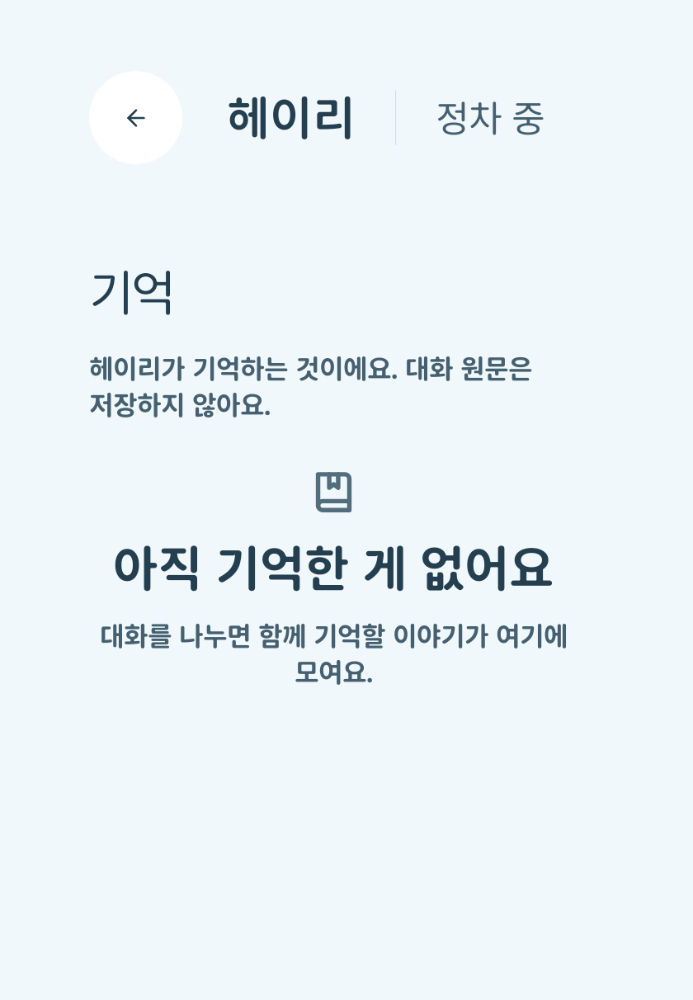 헤이리
정차 중
기억
헤이리가 기억하는 것이에요. 대화 원문은
저장하지 않아요.
아직 기억한 게 없어요
대화를 나누면 함께 기억할 이야기가 여기에
모여요.